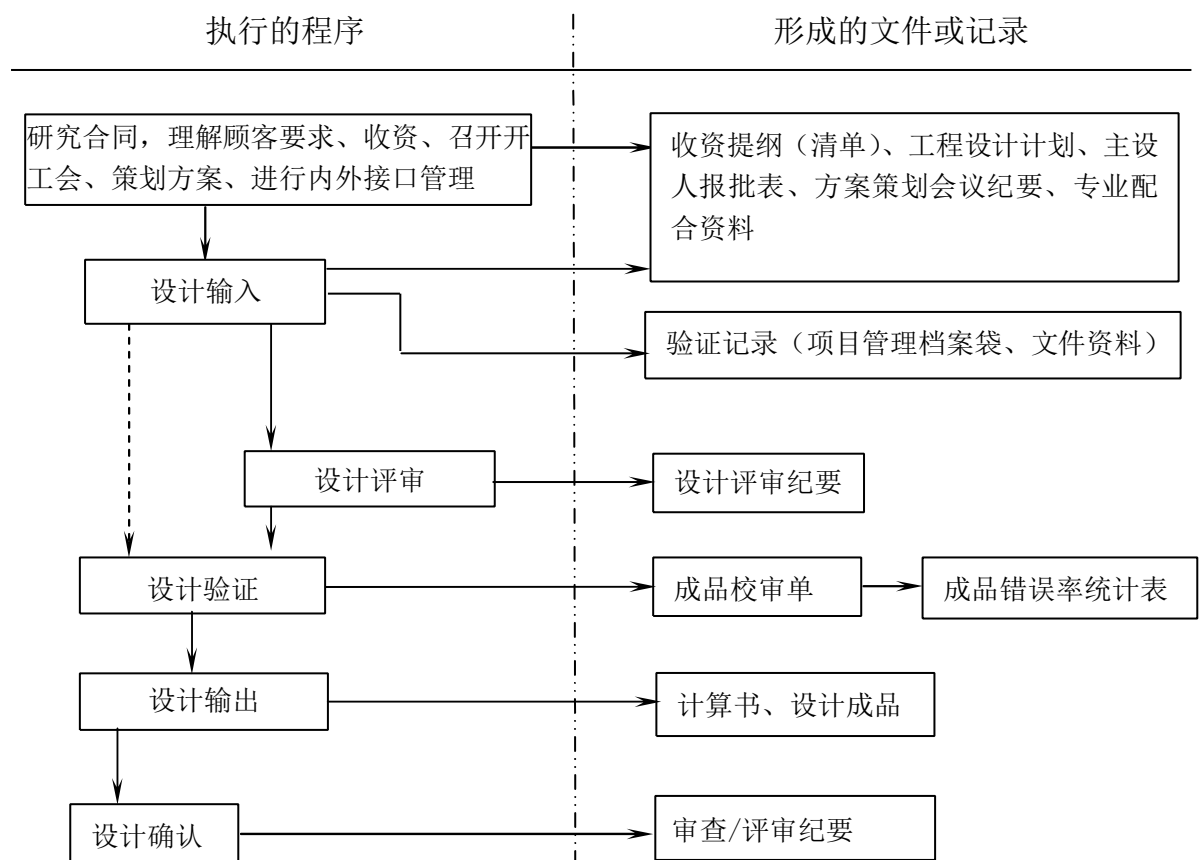 执行的程序
形成的文件或记录
研究合同，理解顾客要求、收资、召开开
工会、策划方案、进行内外接口管理
收资提纲（清单）、工程设计计划、主设
人报批表、方案策划会议纪要、专业配
合资料
设计输入
验证记录（项目管理档案袋、文件资料）
设计评审
设计评审纪要
设计验证
成品校审单
成品错误率统计表
设计输出
计算书、设计成品
设计确认
审查/评审纪要